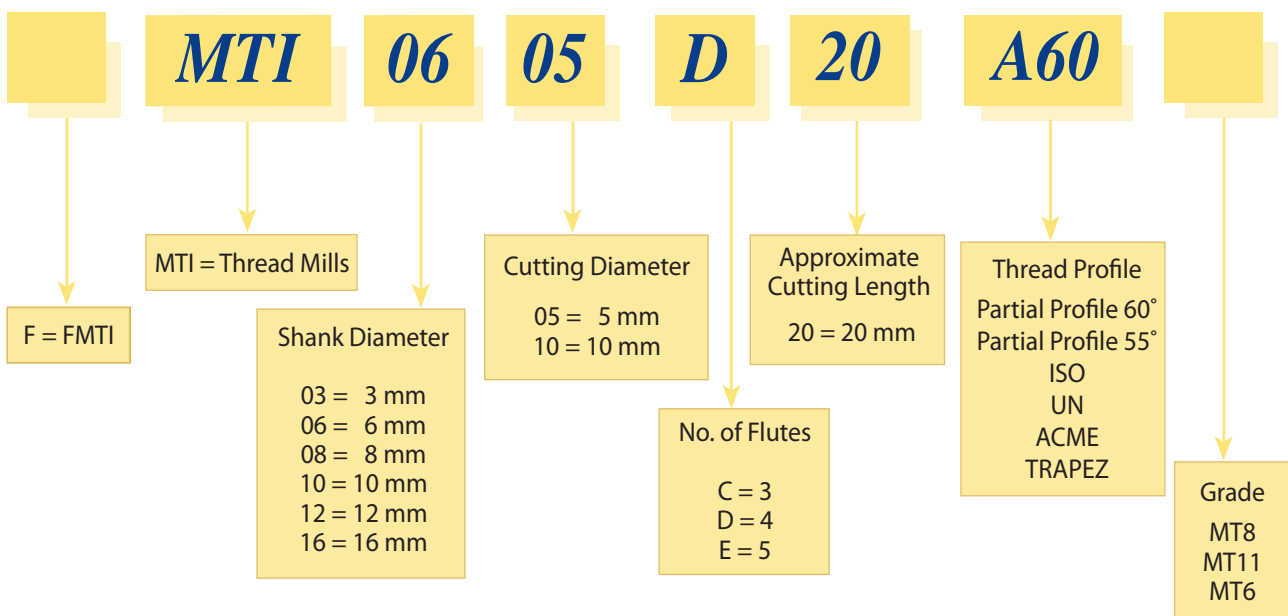 MTI 06 05 D 20 A60
F = FMTI
MTI = Thread Mills
Shank Diameter
03 = 3 mm
06 = 6 mm
08 = 8 mm
10 = 10 mm
12 = 12 mm
16 = 16 mm
Cutting Diameter
05 = 5 mm
10 = 10 mm
No. of Flutes
C = 3
D = 4
E = 5
Approximate
Cutting Length
20 = 20 mm
Thread Profile
Partial Profile 60°
Partial Profile 55°
ISO
UN
ACME
TRAPEZ
Grade
MT8
MT11
MT6